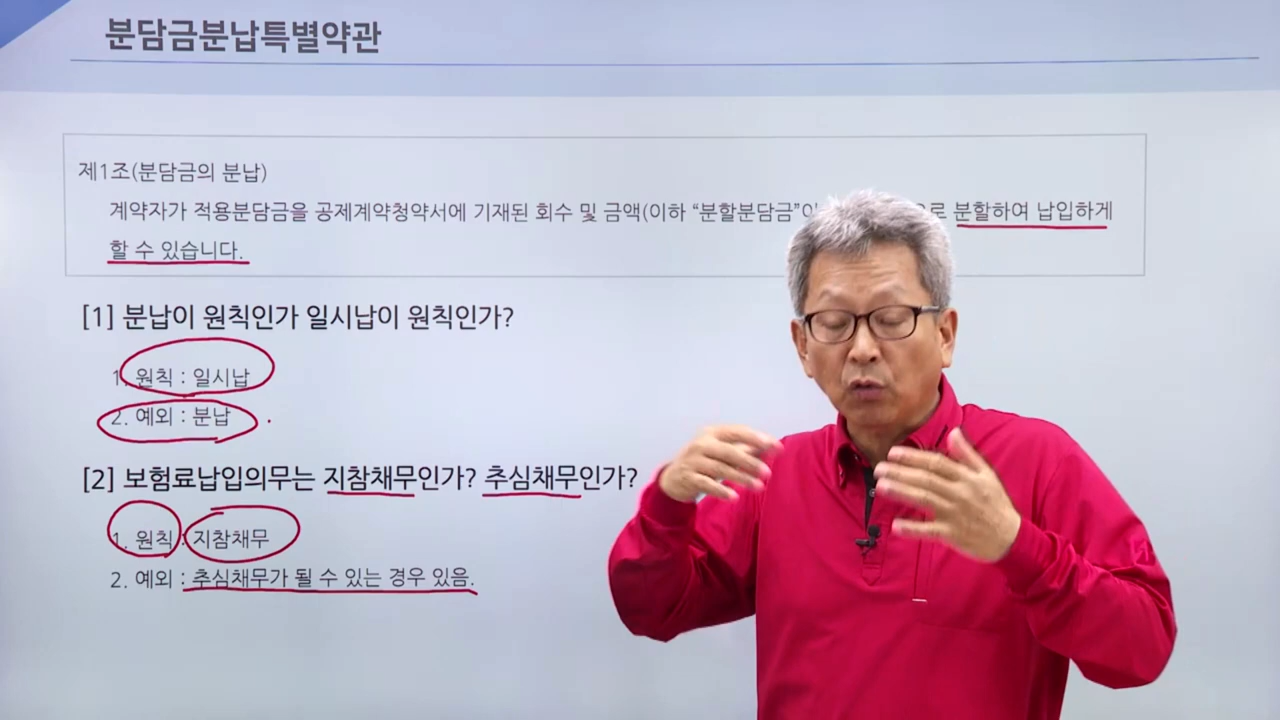 분담금분납특별약관
제1조(분담금의 분납)
계약자가 적용분담금을 공제계약청약서에 기재된 회수 및 금액(이하 “분할분담금” 분할하여 납입하게
할 수 있습니다.
[1] 분납이 원칙인가 일시납이 원칙인가?
1. 원칙 : 일시납
2. 예외 : 분납
[2] 보험료납입의무는 지참채무인가? 추심채무인가?
1. 원칙 : 지참채무
2. 예외 : 추심채무가 될 수 있는 경우 있음.